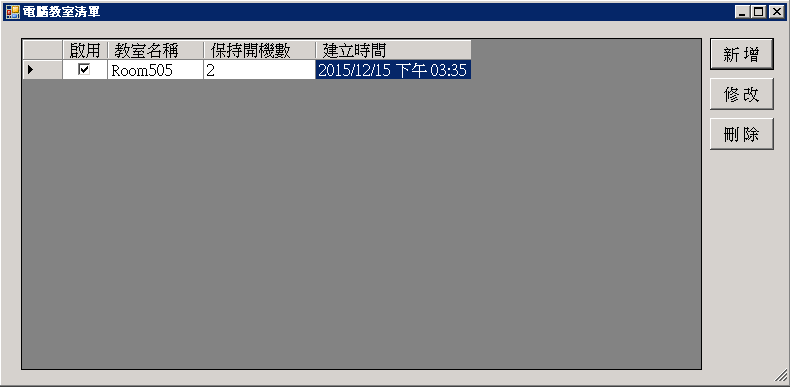 電腦教室清單
啟用 教室名稱 保持開機數 建立時間
Room505 2 2015/12/15 下午 03:35
新增
修改
刪除